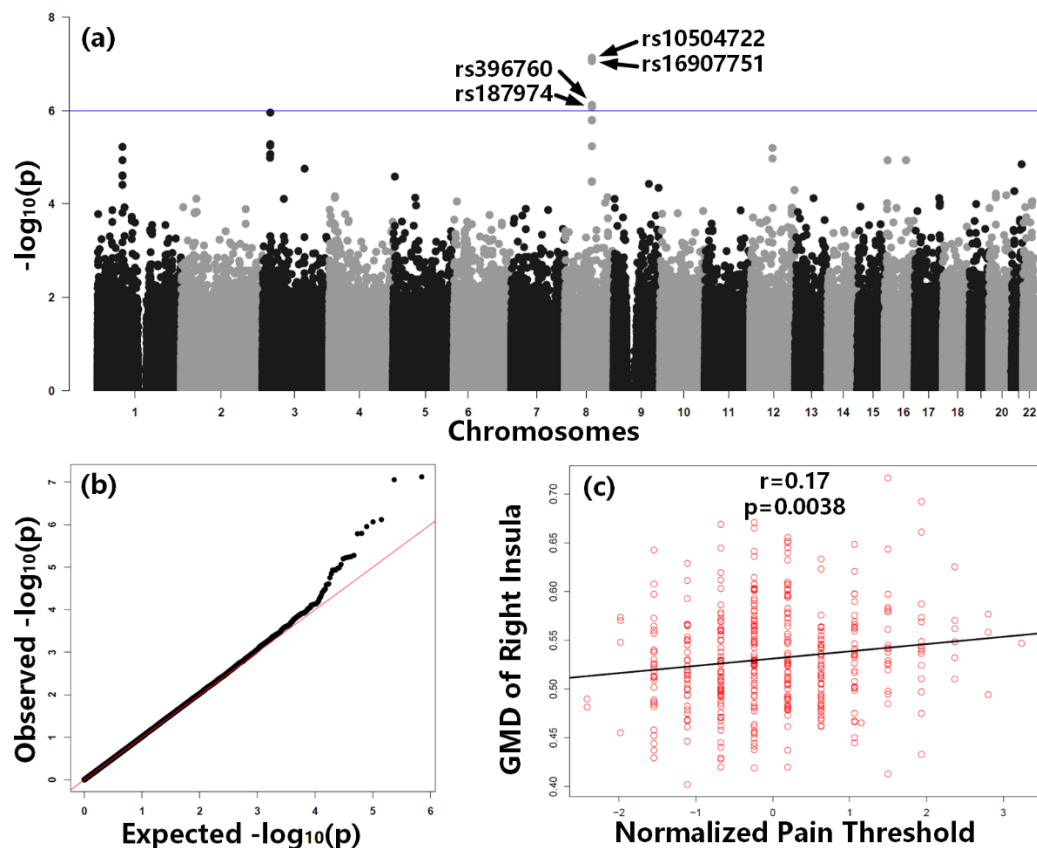 (a)
rs10504722
rs16907751
rs396760
rs187974
-log₁₀(p)
8
6
4
2
0
1 2 3 4 5 6 7 8 9 10 11 12 13 14 15 16 17 18 20 22
Chromosomes
(b)
Observed -log₁₀(p)
7
6
5
4
3
2
1
0
0 1 2 3 4 5 6
Expected -log₁₀(p)
(c)
r=0.17
p=0.0038
GMD of Right Insula
0.70
0.65
0.60
0.55
0.50
0.45
0.40
-2 -1 0 1 2 3
Normalized Pain Threshold